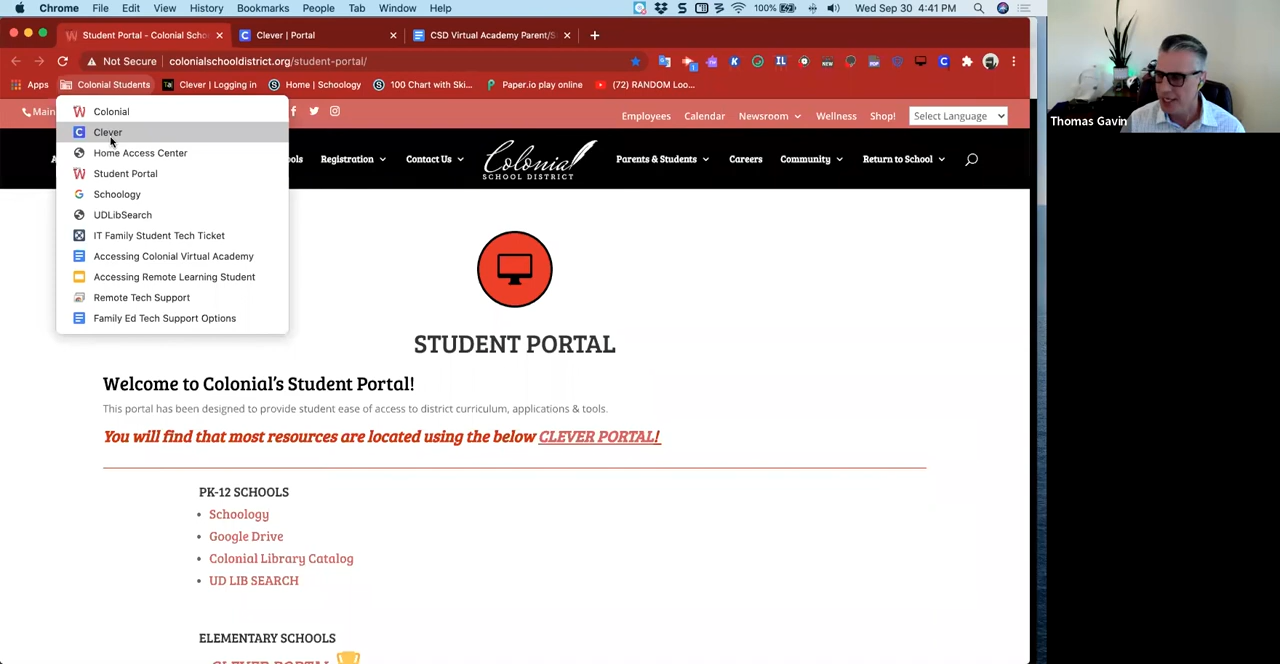 Chrome File Edit View History Bookmarks People Tab Window Help
100% Wed Sep 30 4:41 PM
Student Portal - Colonial Scho
Clever | Portal
CSD Virtual Academy Parent/S
Not Secure | colonialschooldistrict.org/student-portal/
Apps Colonial Students Clever | Logging in Home | Schoology 100 Chart with Ski... Paper.io play online (72) RANDOM Loo...
Main
Employees Calendar Newsroom Wellness Shop! Select Language
Colonial
Clever
Home Access Center
Student Portal
Schoology
UDLibSearch
IT Family Student Tech Ticket
Accessing Colonial Virtual Academy
Accessing Remote Learning Student
Remote Tech Support
Family Ed Tech Support Options
ols Registration Contact Us Colonial Parents & Students Careers Community Return to School
SCHOOL DISTRICT
Thomas Gavin
STUDENT PORTAL
Welcome to Colonial's Student Portal!
This portal has been designed to provide student ease of access to district curriculum, applications & tools.
You will find that most resources are located using the below CLEVER PORTAL!
PK-12 SCHOOLS
• Schoology
• Google Drive
• Colonial Library Catalog
• UD LIB SEARCH
ELEMENTARY SCHOOLS
CLEVER PORTAL